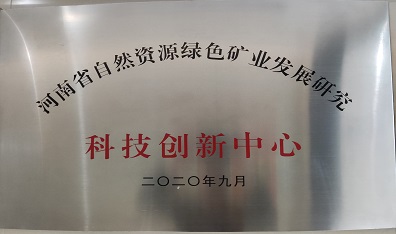 河南省自然资源绿色矿业发展研究
科技创新中心
二〇二〇年九月